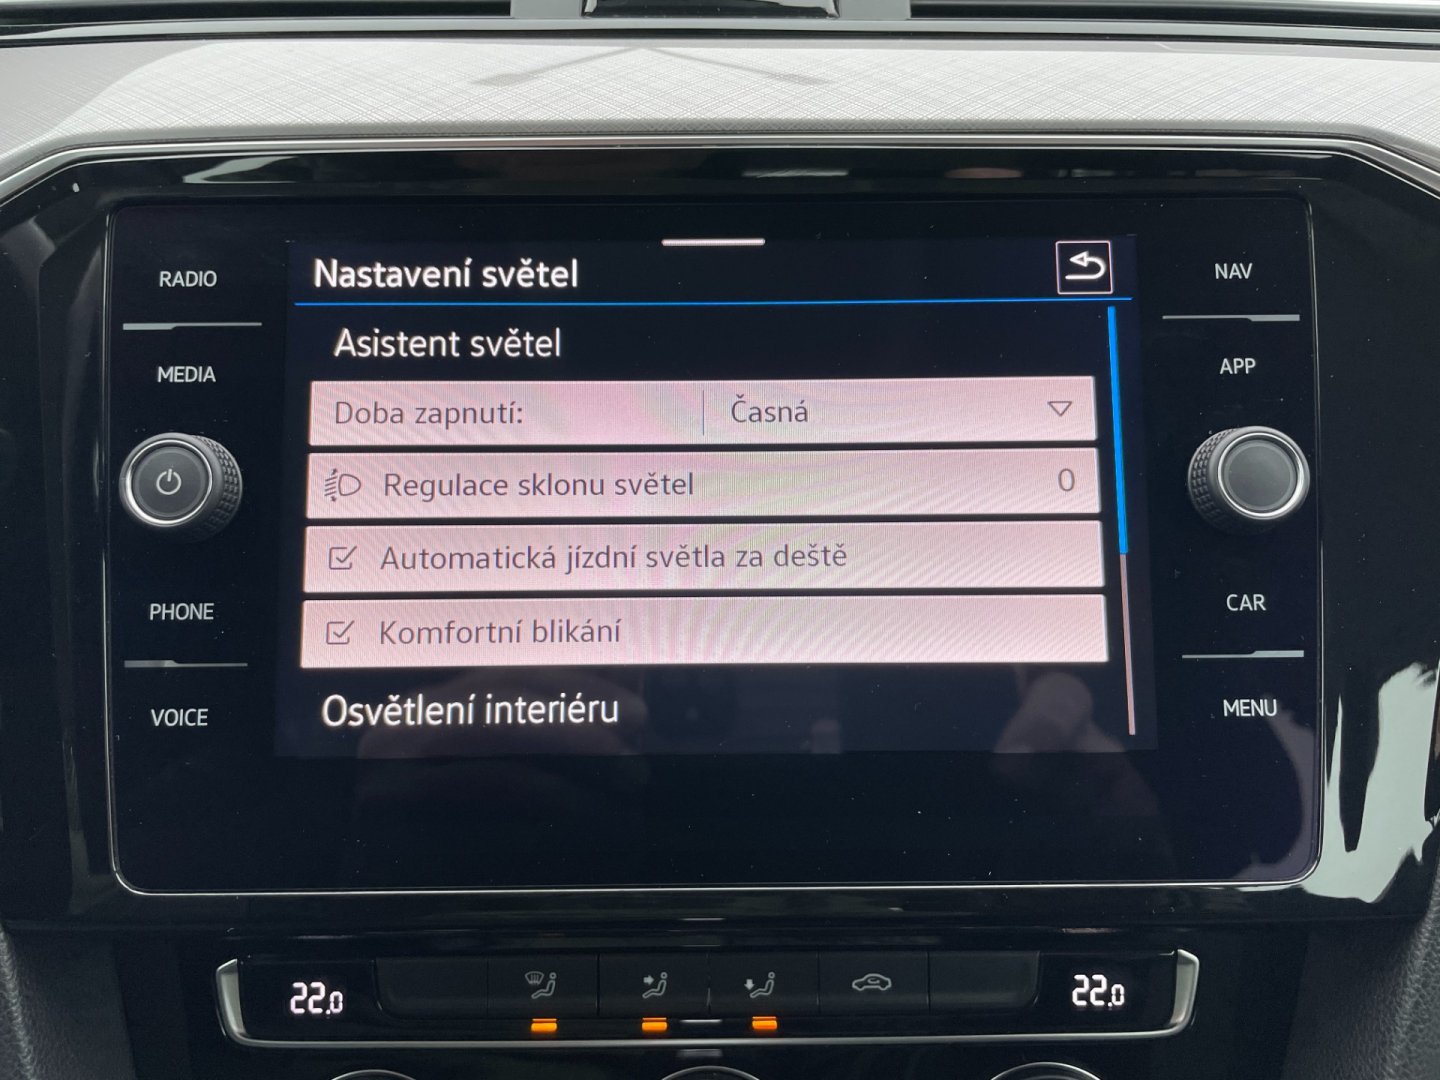 RADIO
MEDIA
PHONE
VOICE
Nastavení světel
Asistent světel
Doba zapnutí: Časná
Regulace sklonu světel 0
Automatická jízdní světla za deště
Komfortní blikání
Osvětlení interiéru
NAV
APP
CAR
MENU
22.0
22.0